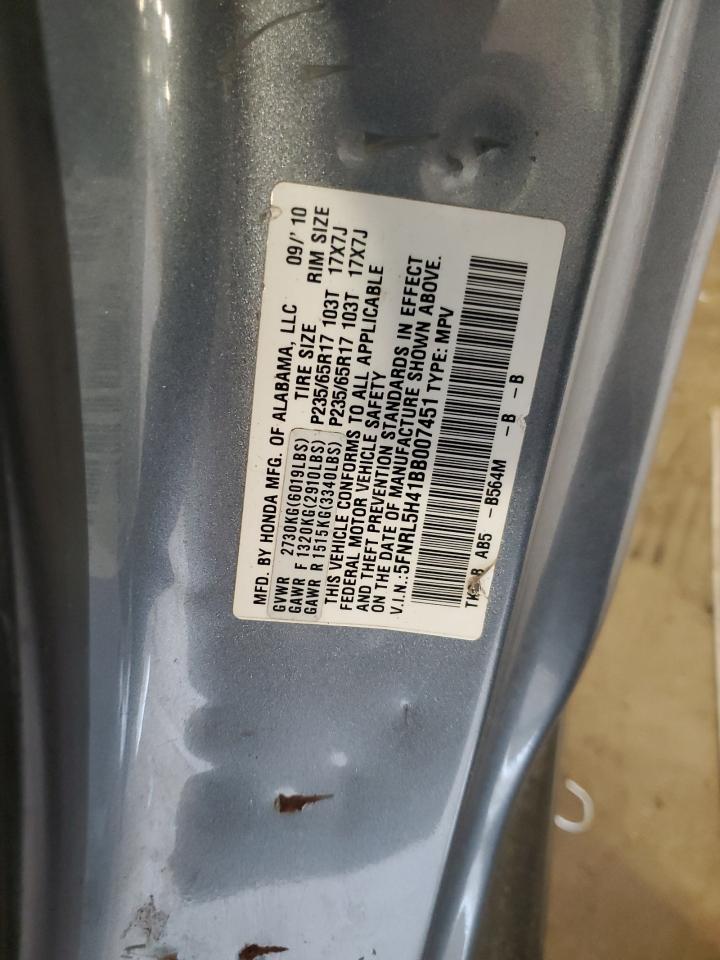 MFD. BY HONDA MFG. OF ALABAMA, LLC 09/' 10
GVWR 2730KG(6019LBS) TIRE SIZE RIM SIZE
GAWR F 1320KG(2910LBS) P235/65R17 103T 17X7J
GAWR R 1515KG(3340LBS) P235/65R17 103T 17X7J
THIS VEHICLE CONFORMS TO ALL APPLICABLE
FEDERAL MOTOR VEHICLE SAFETY
AND THEFT PREVENTION STANDARDS IN EFFECT
ON THE DATE OF MANUFACTURE SHOWN ABOVE.
V.I.N.:5FNRL5H41BB007451 TYPE: MPV
AB5 -B564M -B -B